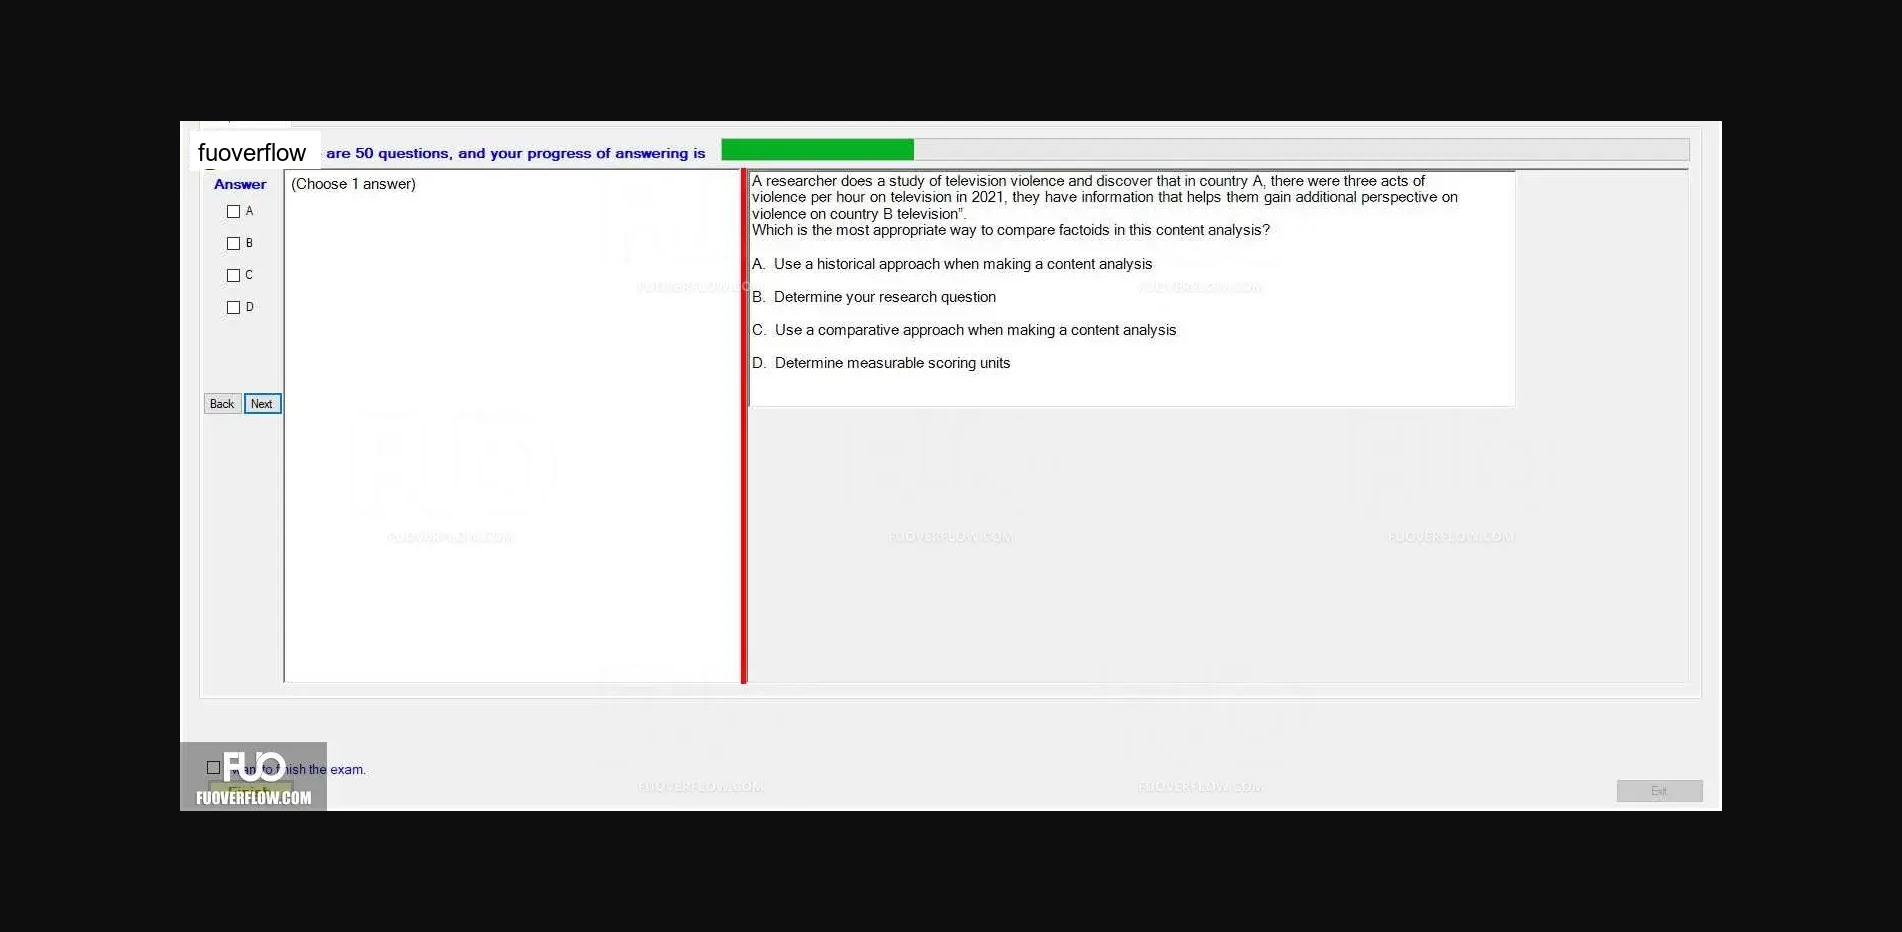 fuoverflow
are 50 questions, and your progress of answering is
Answer
(Choose 1 answer)
A
B
C
D
Back
Next
A researcher does a study of television violence and discover that in country A, there were three acts of
violence per hour on television in 2021, they have information that helps them gain additional perspective on
violence on country B television”.
Which is the most appropriate way to compare factoids in this content analysis?
A. Use a historical approach when making a content analysis
B. Determine your research question
C. Use a comparative approach when making a content analysis
D. Determine measurable scoring units
FUOVERFLOW.COM
FUOVERFLOW.COM
FUOVERFLOW.COM
FUOVERFLOW.COM
FUOVERFLOW.COM
want to finish the exam.
FUO
Finish
FUOVERFLOW.COM
FUOVERFLOW.COM
FUOVERFLOW.COM
Exit